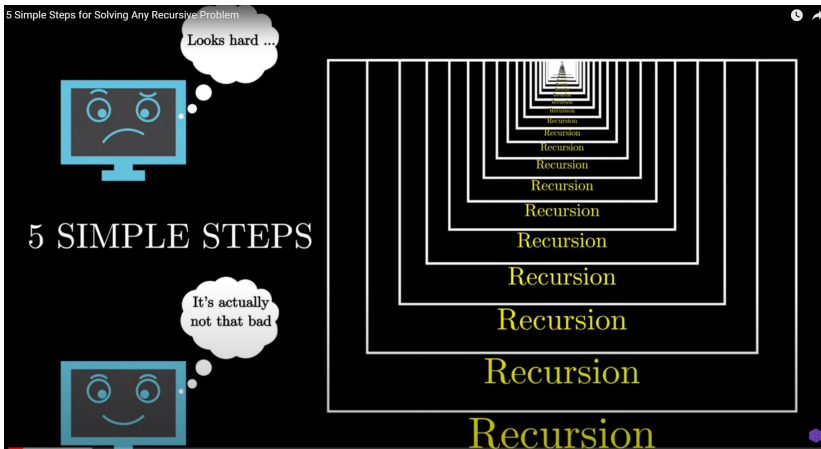 5 Simple Steps for Solving Any Recursive Problem
Looks hard ...
5 SIMPLE STEPS
It's actually
not that bad
Recursion
Recursion
Recursion
Recursion
Recursion
Recursion
Recursion
Recursion
Recursion
Recursion
Recursion
Recursion
Recursion